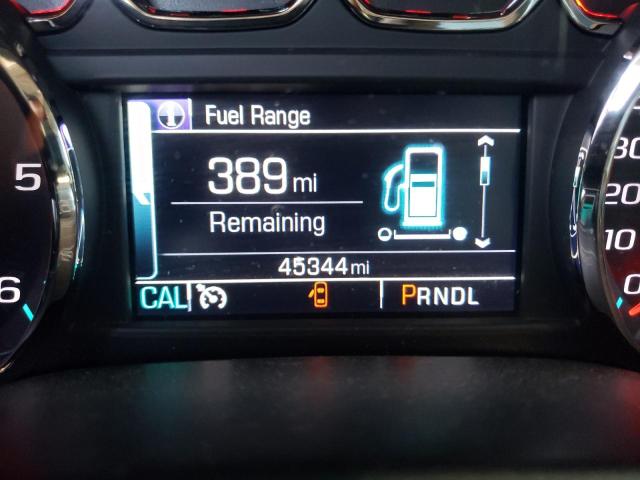 Fuel Range
389 mi
Remaining
45344 mi
CAL PRNDL
5
6
30
20
10
0